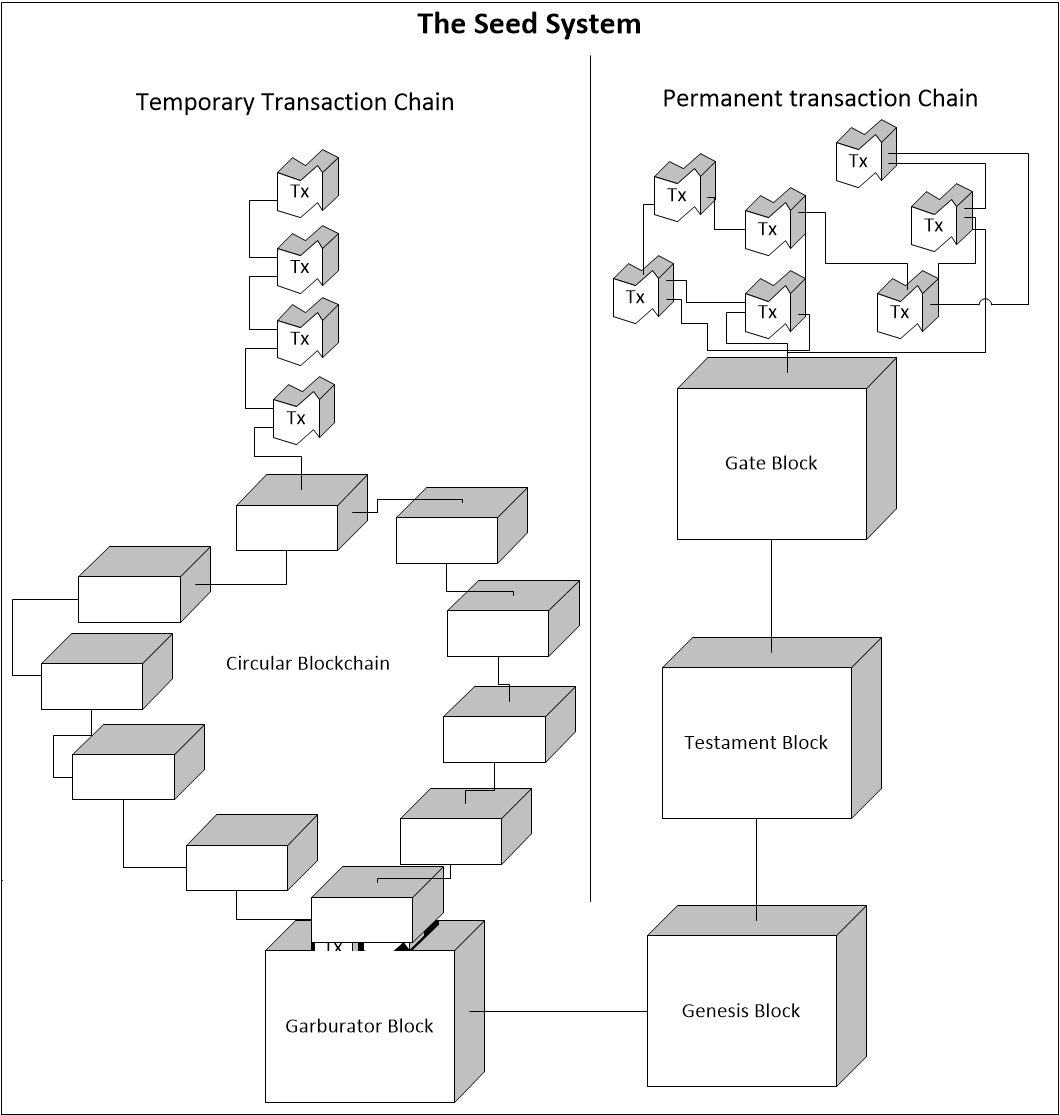 The Seed System
Temporary Transaction Chain
Permanent transaction Chain
Tx
Tx
Tx
Tx
Tx
Tx
Tx
Tx
Tx
Tx
Tx
Gate Block
Circular Blockchain
Testament Block
Tx
Garburator Block
Genesis Block